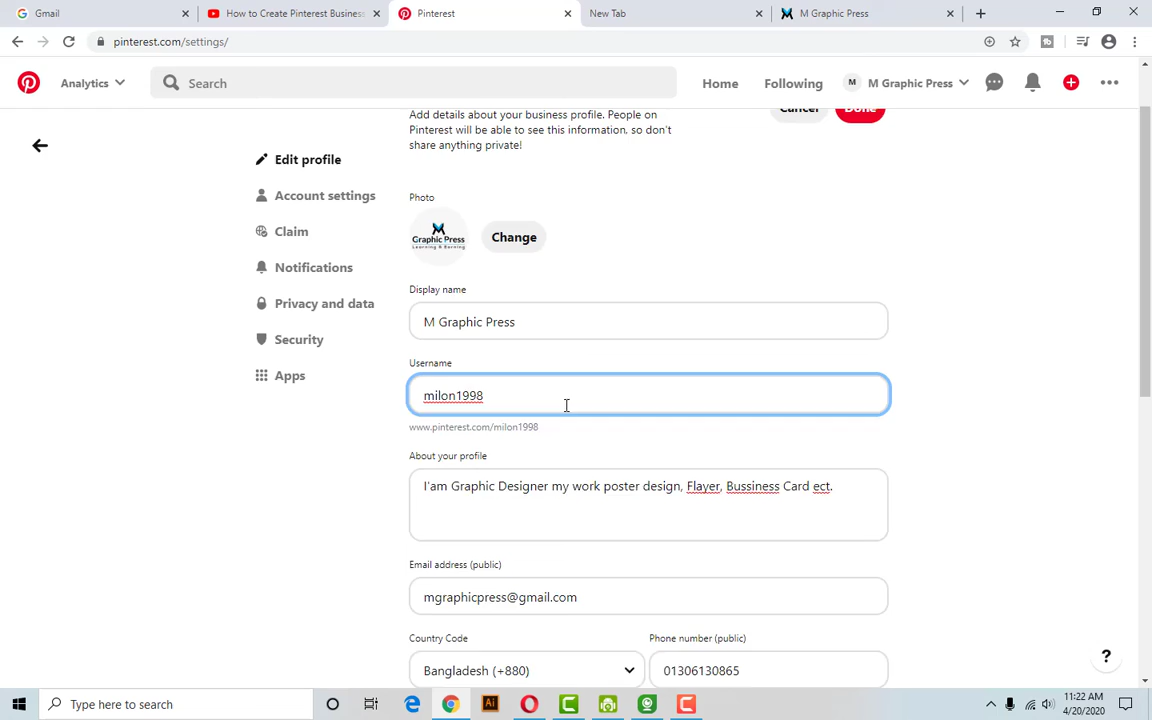 Gmail
How to Create Pinterest Business
Pinterest
New Tab
M Graphic Press
pinterest.com/settings/
Analytics
Search
Home
Following
M
M Graphic Press
Add details about your business profile. People on
Pinterest will be able to see this information, so don't
share anything private!
Cancel
Done
Edit profile
Account settings
Claim
Notifications
Privacy and data
Security
Apps
Photo
M
Graphic Press
Learning & Earning
Change
Display name
M Graphic Press
Username
milon1998
www.pinterest.com/milon1998
About your profile
I'am Graphic Designer my work poster design, Flayer, Bussiness Card ect.
Email address (public)
mgraphicpress@gmail.com
Country Code
Phone number (public)
Bangladesh (+880)
01306130865
?
Type here to search
Ai
11:22 AM
4/20/2020